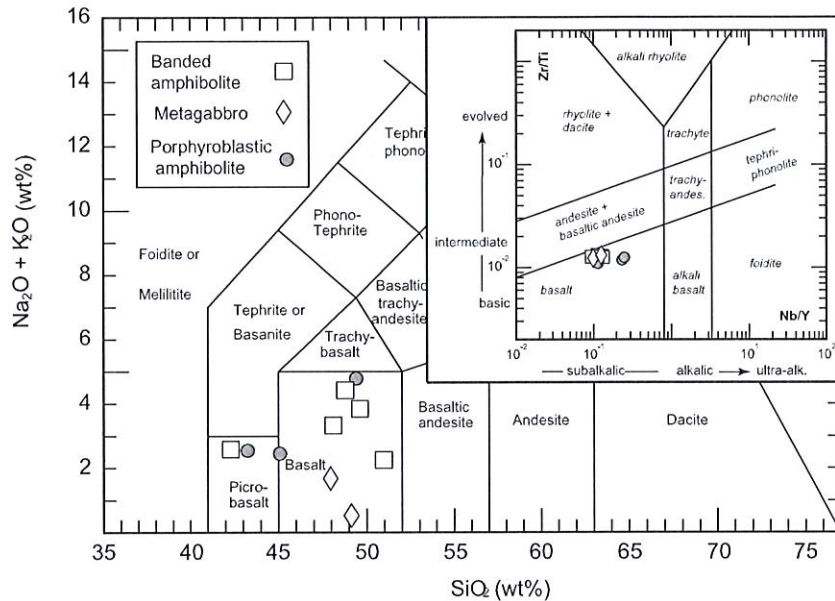 16
14
12
10
8
6
4
2
Na2O + K2O (wt%)
Banded
amphibolite
Metagabbro
Porphyroblastic
amphibolite
Foidite or
Melilitite
Tephri
phono
Phono-
Tephrite
Tephrite or
Basanite
Basaltic
trachy-
andesite
Trachy-
basalt
Basalt
Picro-
basalt
Basaltic
andesite
Andesite
Dacite
35
40
45
50
55
60
65
70
75
SiO2 (wt%)
Zr/Ti
evolved
intermediate
basic
10-1
10-2
alkali rhyolite
rhyolite +
dacite
trachyte
phonolite
tephri-
phonolite
trachy-
andes.
andesite +
basaltic andesite
basalt
alkali
basalt
foidite
Nb/Y
10-2 10-1 100 101 102
subalkalic alkalic ultra-alk.